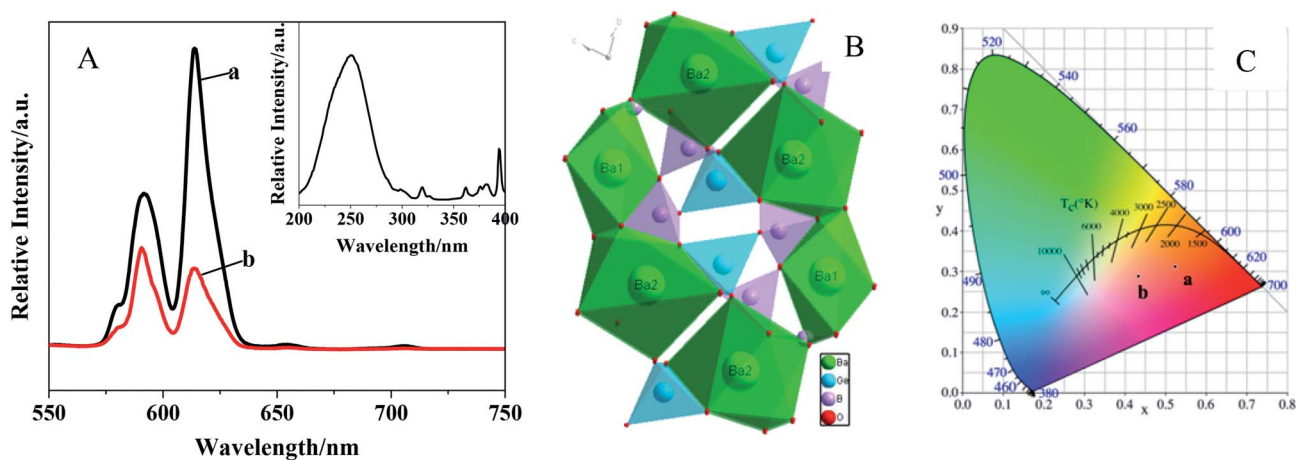 A
a
b
Relative Intensity/a.u.
550 600 650 700 750
Wavelength/nm
Relative Intensity/a.u.
200 250 300 350 400
Wavelength/nm
B
b
c
Ba2
Ba2
Ba1
Ba2
Ba1
Ba2
Ba
Ge
B
O
C
0.9
0.8
0.7
0.6
0.5
y
0.4
0.3
0.2
0.1
0.0
0.0 0.1 0.2 0.3 0.4 0.5 0.6 0.7 0.8
x
520
540
560
580
600
620
700
500
490
480
470
460
380
Tc(°K)
∞
10000
6000
4000
3000
2500
2000
1500
a
b